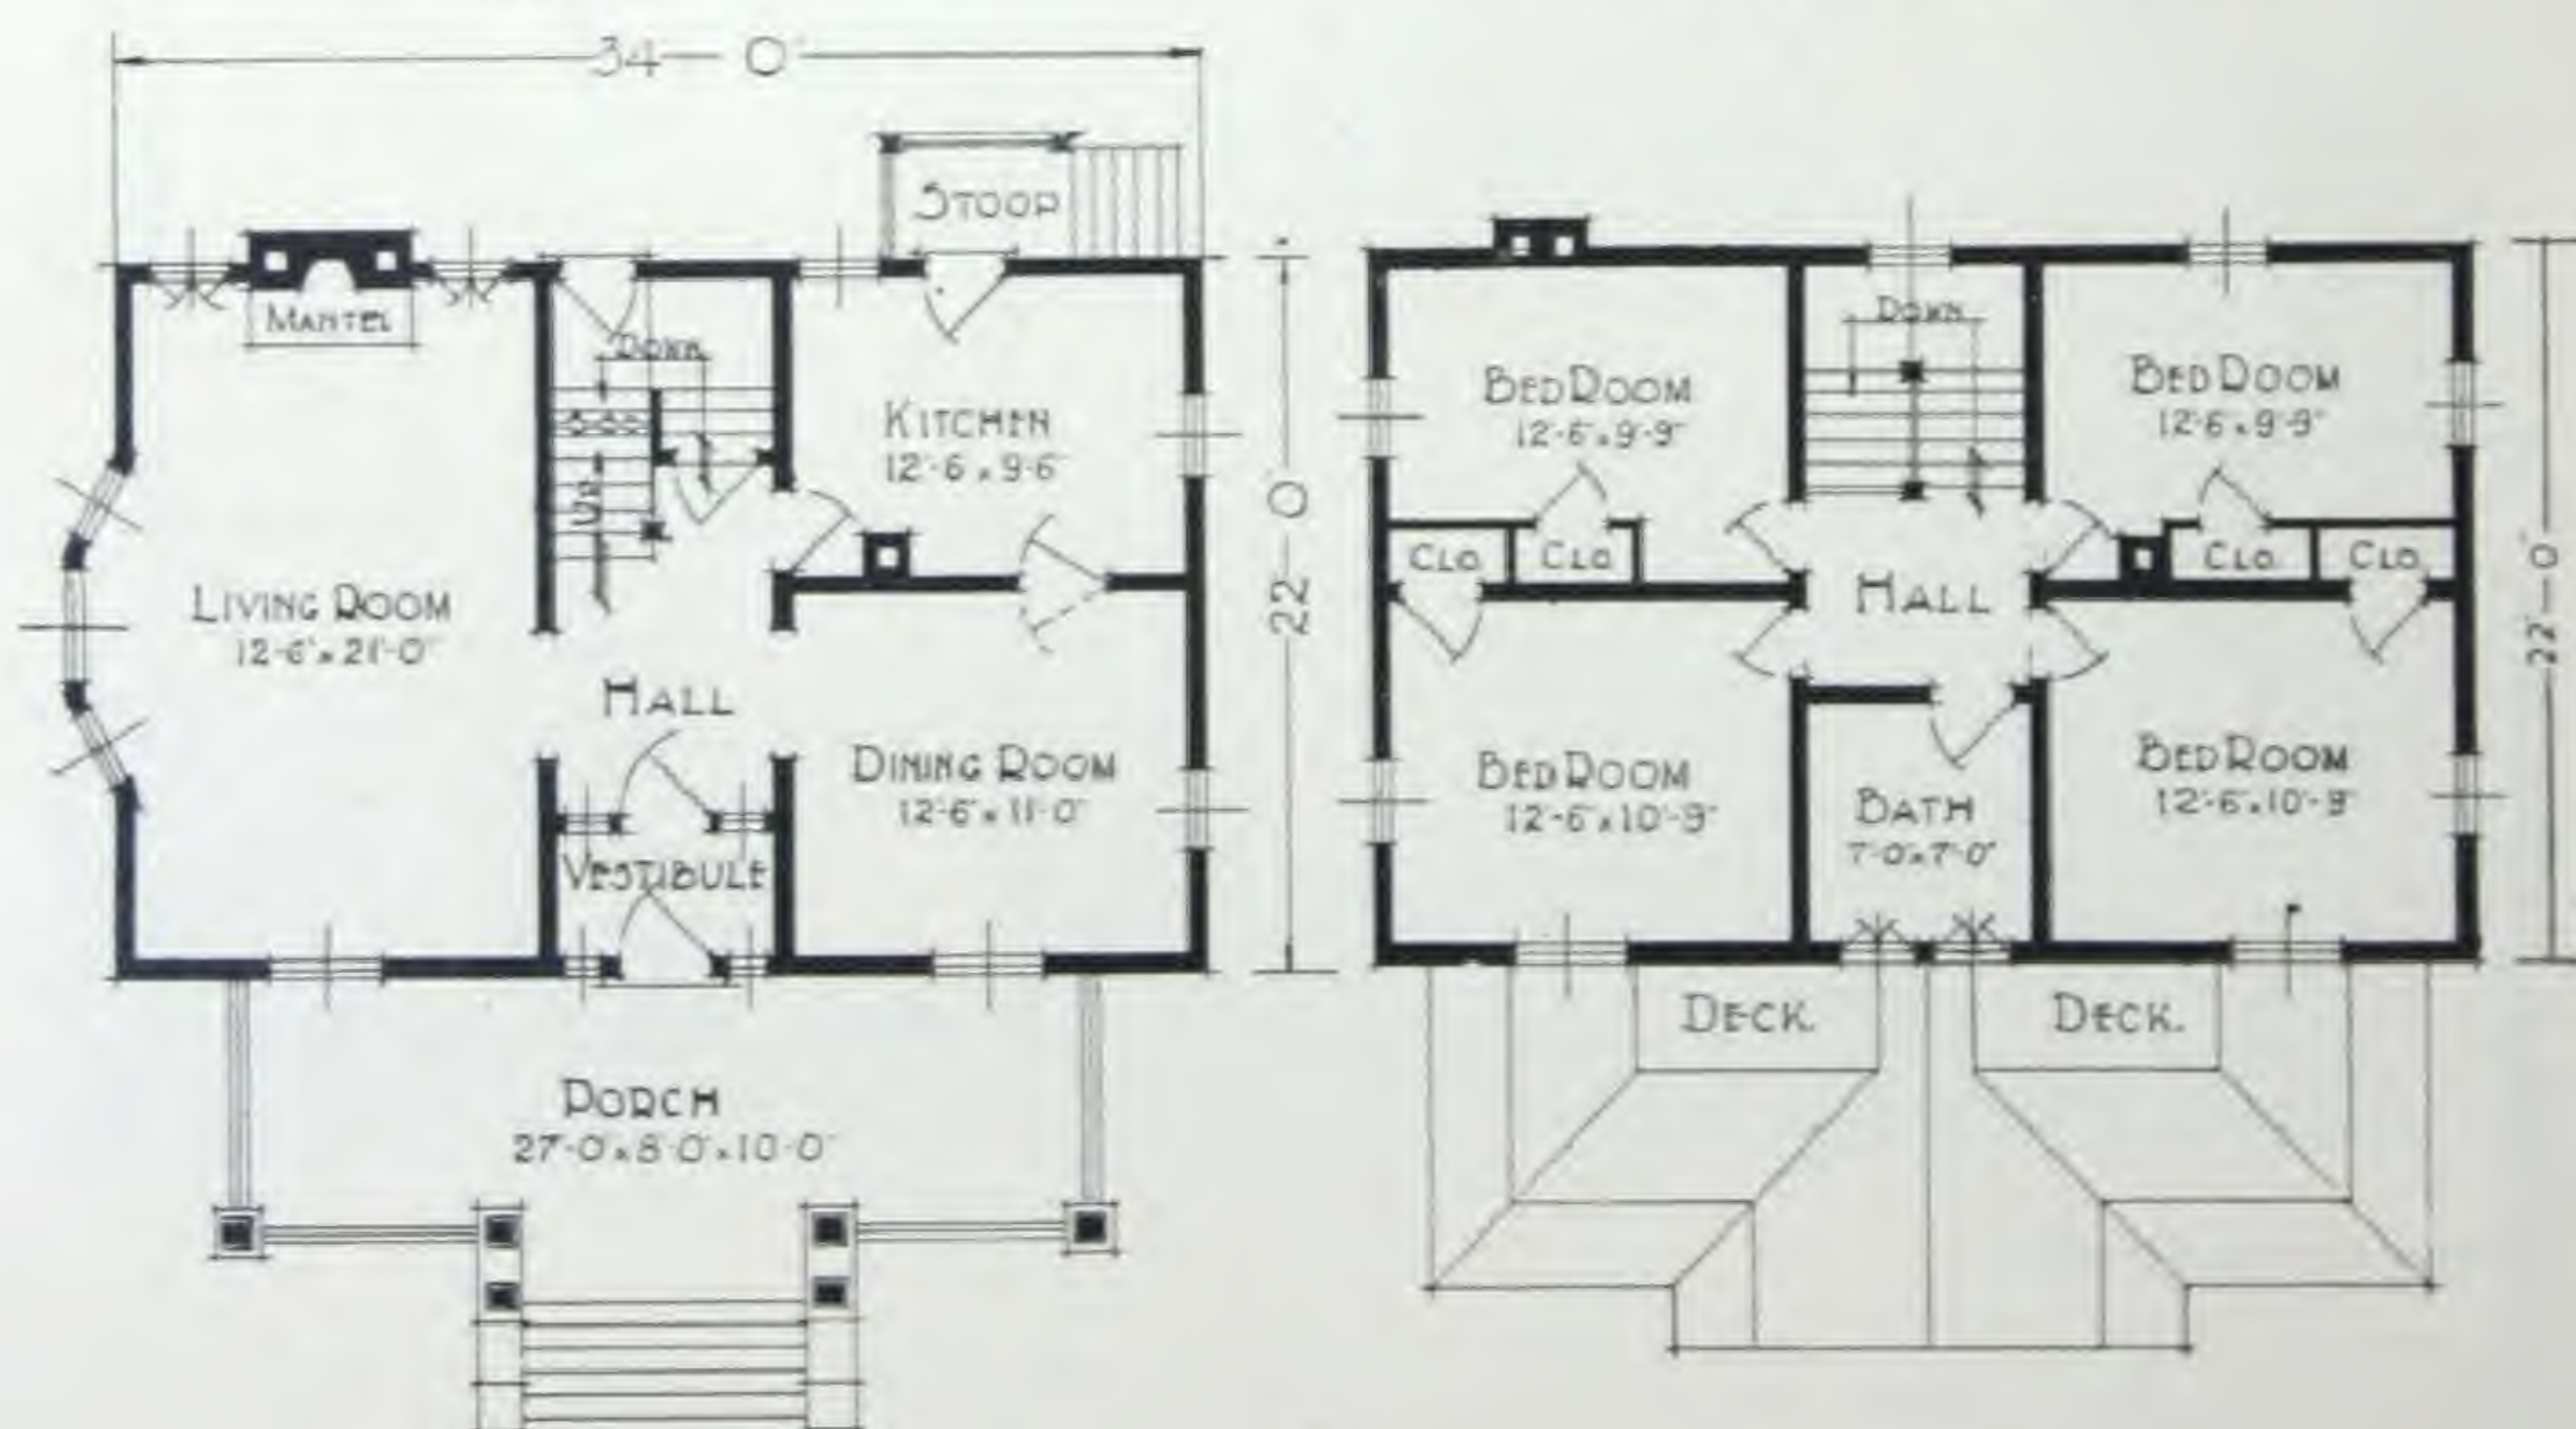 34-0
STOOP
MANTEL
DOWN
KITCHEN
12'-6 x 9-6
UP
LIVING ROOM
12-6" x 21'-0"
HALL
DINING ROOM
12-6" x 11-0"
VESTIBULE
PORCH
27'-0 x 8-0 x 10-0
22-0
DOWN
BED ROOM
12-6 x 9-9"
BED ROOM
12-6 x 9-9"
CLO
CLO
HALL
CLO
CLO
BED ROOM
12-6" x 10'-9"
BATH
7-0 x 7-0"
BED ROOM
12'-6" x 10'-9"
DECK.
DECK.
22'-0"